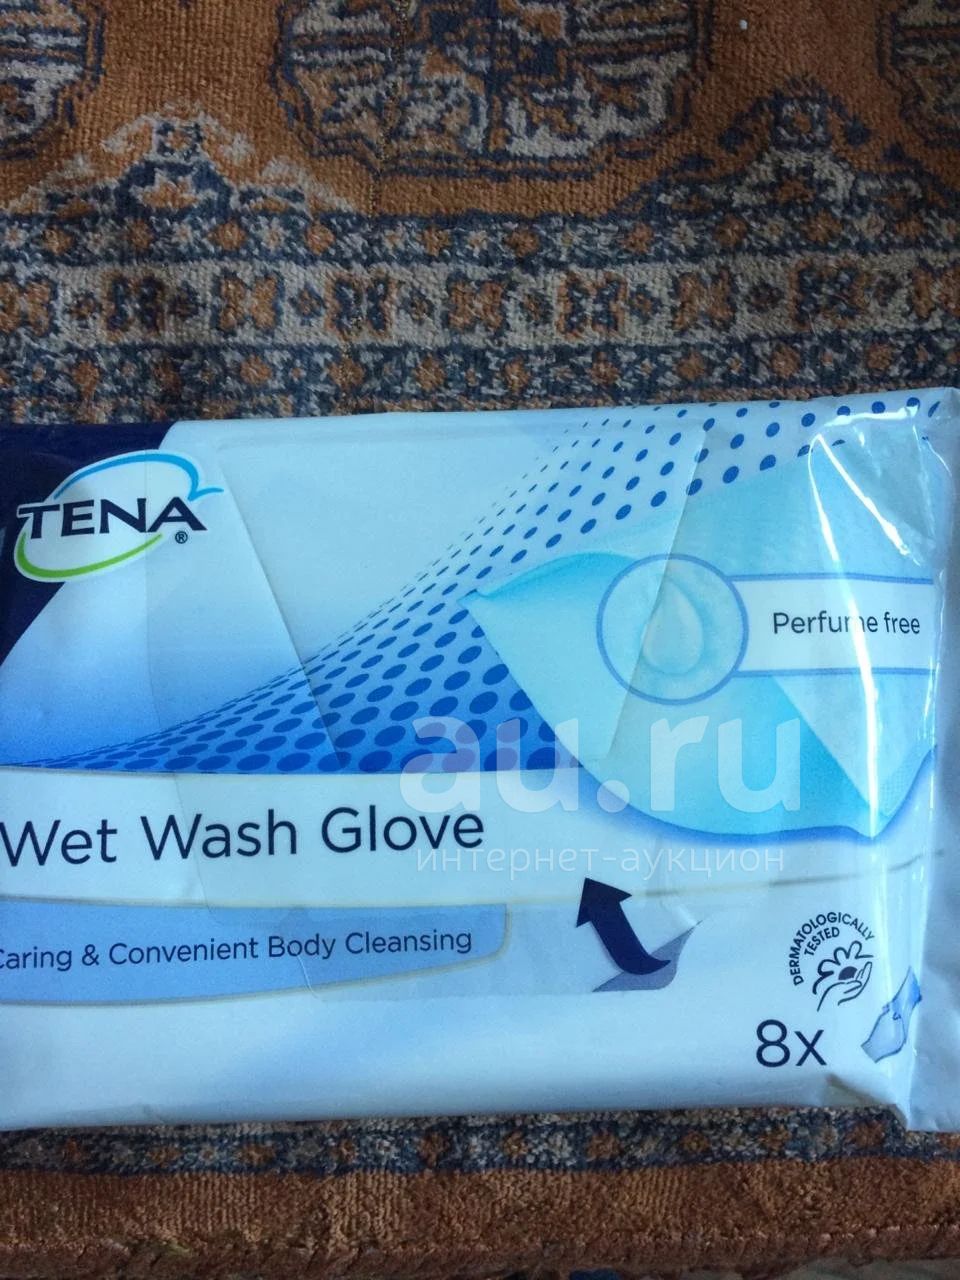 TENA®
Perfume free
au.ru
Wet Wash Glove
интернет-аукцион
Caring & Convenient Body Cleansing
DERMATOLOGICALLY
TESTED
8x